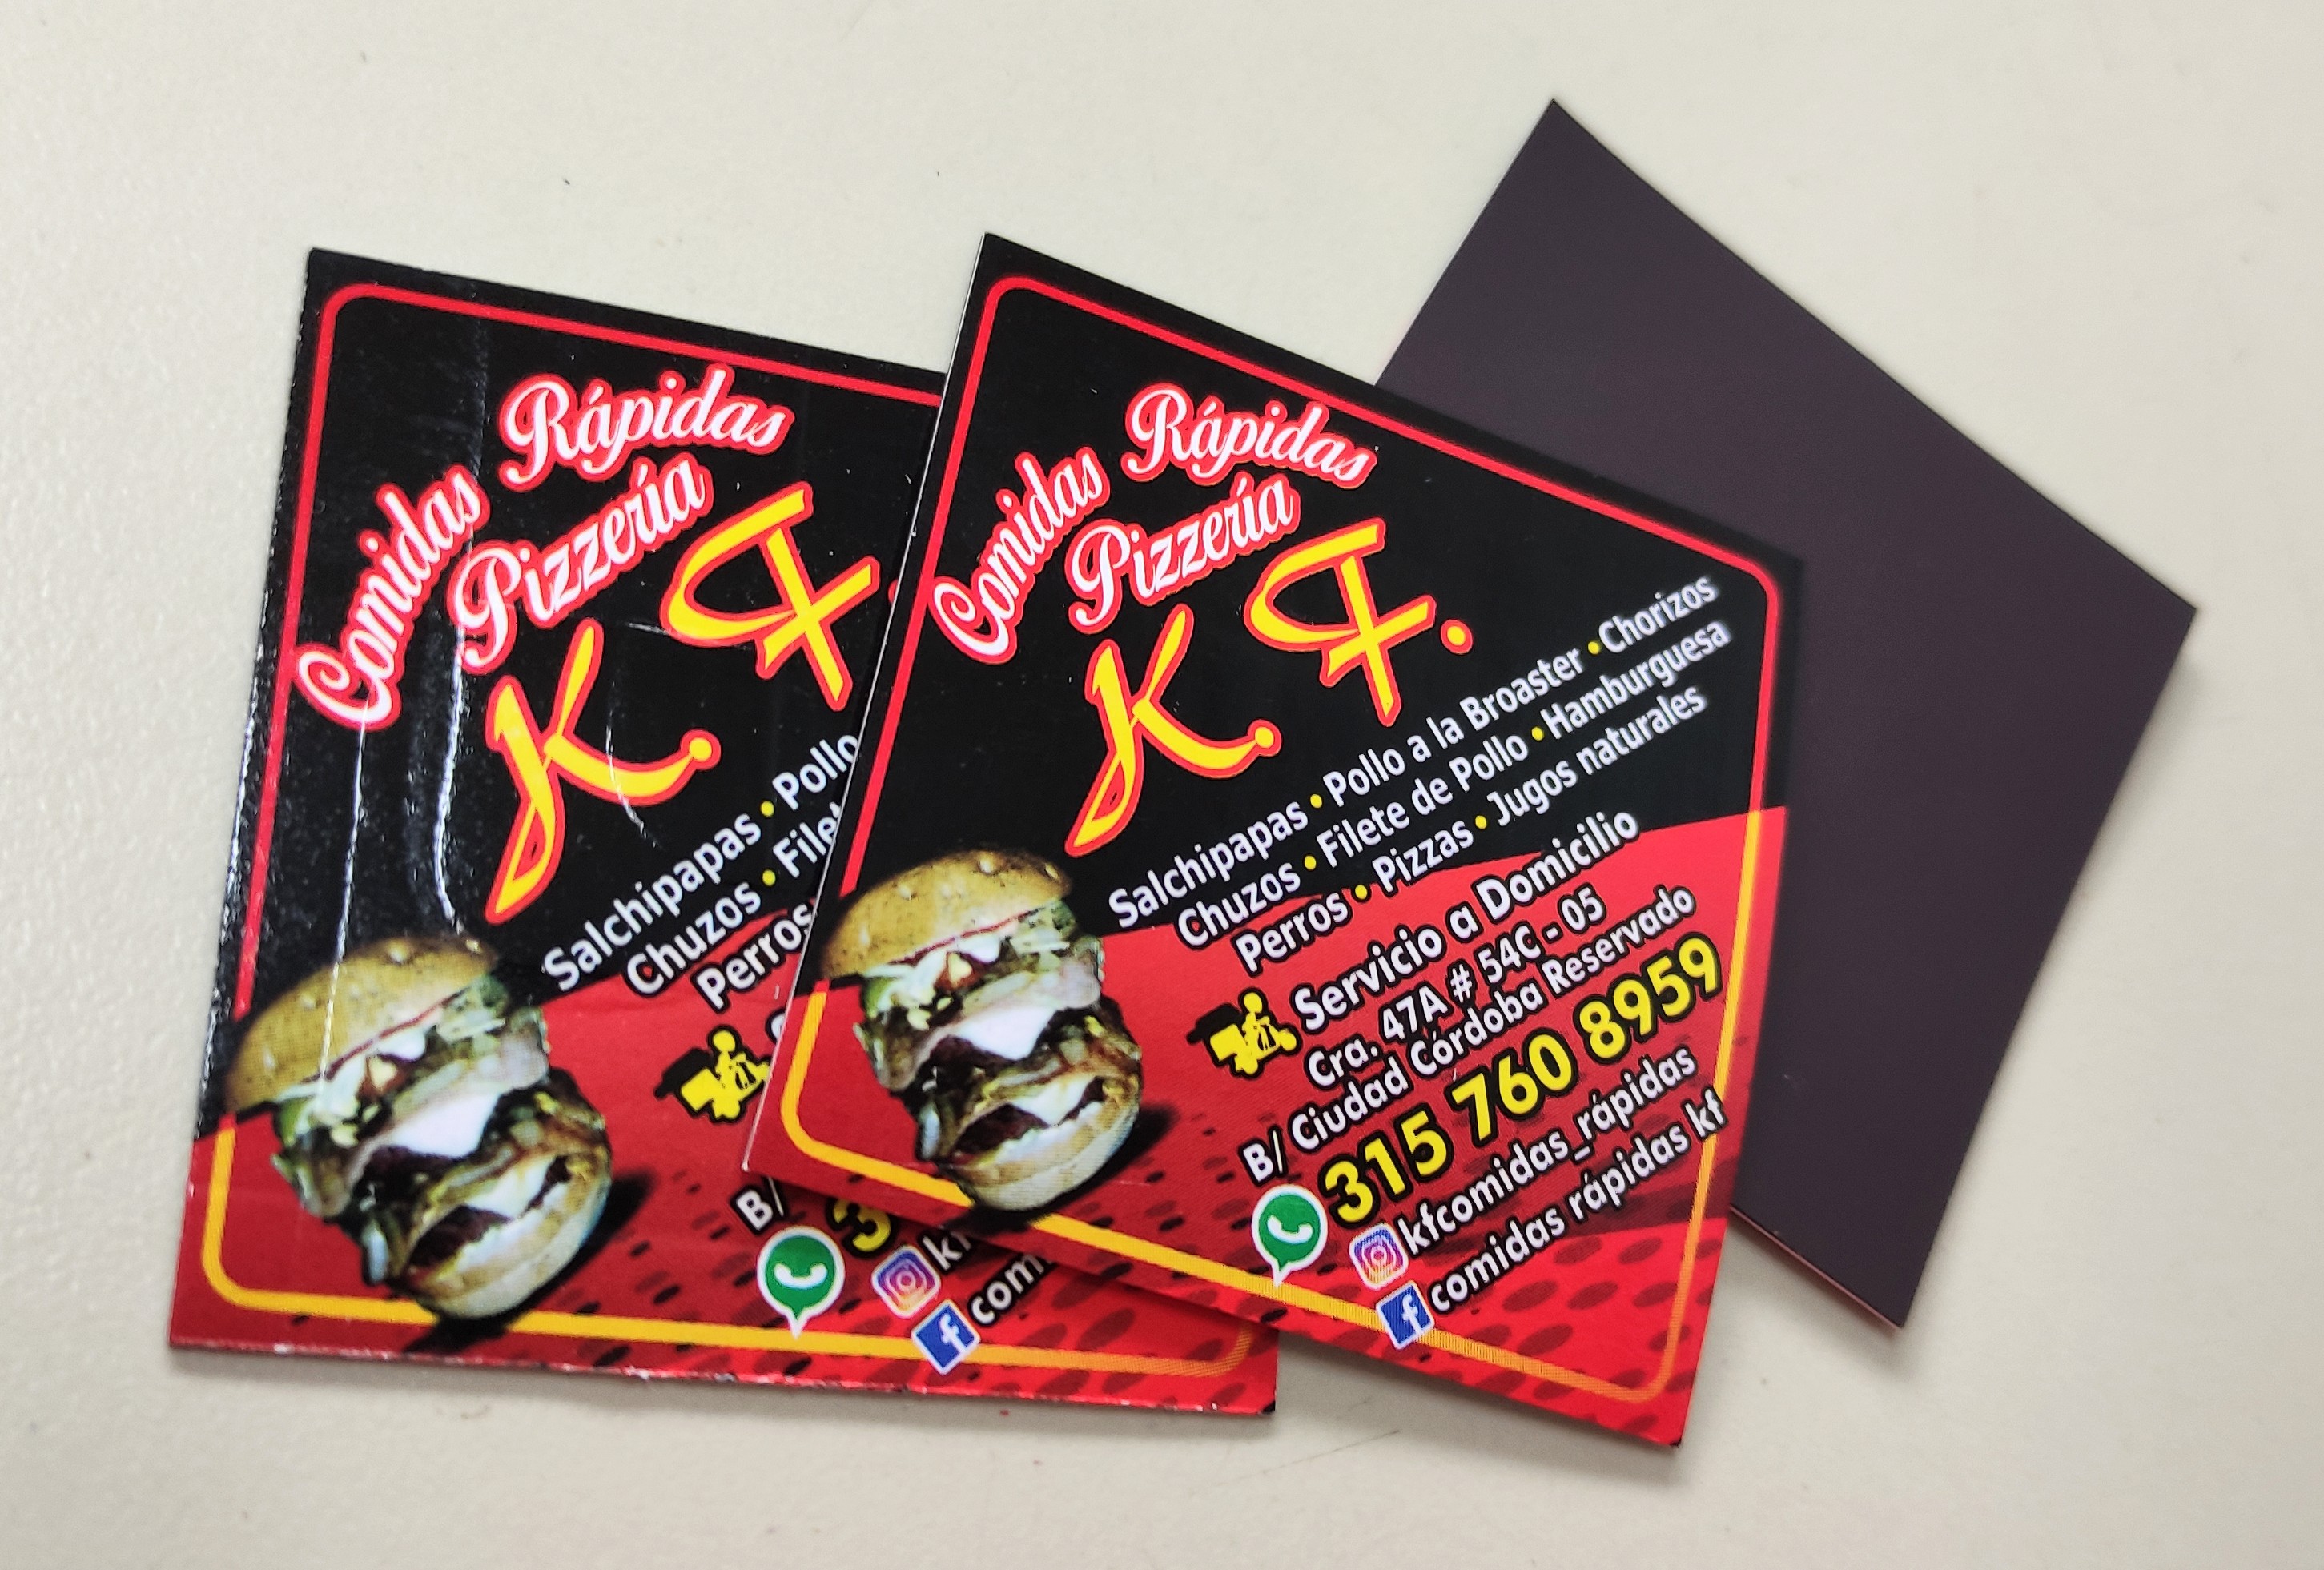 Comidas Rápidas
Pizzería
K F
Salchipapas • Pollo
Chuzos •
Perros
B/
3
com
Comidas Rápidas
Pizzería
K. F.
Salchipapas • Pollo a la Broaster • Chorizos
Chuzos • Filete de Pollo • Hamburguesa
Perros • Pizzas • Jugos naturales
Servicio a Domicilio
Cra. 47A # 54C - 05
B/ Ciudad Córdoba Reservado
315 760 8959
kfcomidas_rápidas
comidas rápidas kf